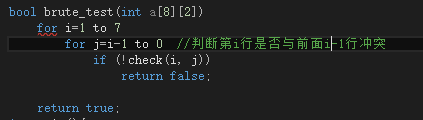 bool brute_test(int a[8][2])
for i=1 to 7
for j=i-1 to 0 //判断第i行是否与前面i-1行冲突
if (!check(i, j))
return false;
return true;